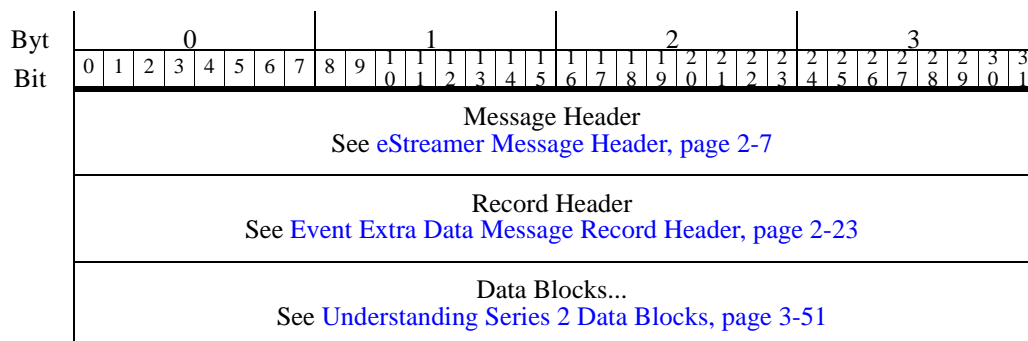 Byt 0 1 2 3
Bit 0 1 2 3 4 5 6 7 8 9 10 11 12 13 14 15 16 17 18 19 20 21 22 23 24 25 26 27 28 29 30 31
Message Header
See eStreamer Message Header, page 2-7
Record Header
See Event Extra Data Message Record Header, page 2-23
Data Blocks...
See Understanding Series 2 Data Blocks, page 3-51